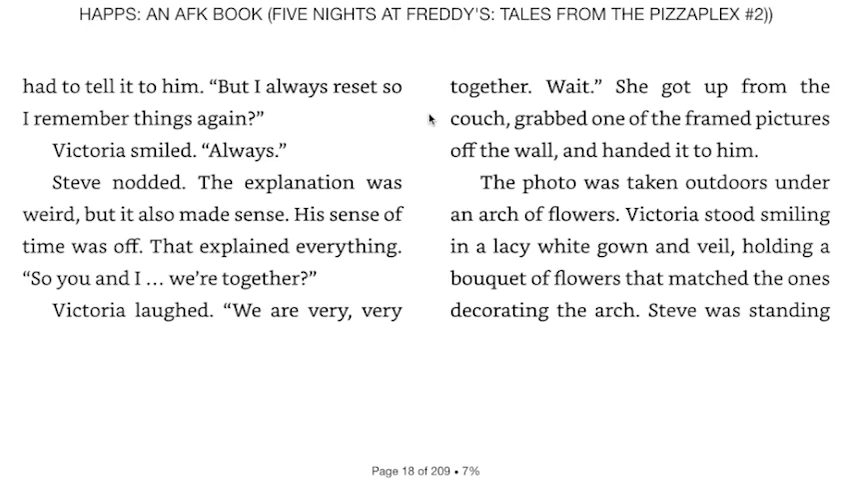 HAPPS: AN AFK BOOK (FIVE NIGHTS AT FREDDY'S: TALES FROM THE PIZZAPLEX #2))
had to tell it to him. “But I always reset so
I remember things again?”
Victoria smiled. “Always.”
Steve nodded. The explanation was
weird, but it also made sense. His sense of
time was off. That explained everything.
“So you and I … we’re together?”
Victoria laughed. “We are very, very
together. Wait.” She got up from the
couch, grabbed one of the framed pictures
off the wall, and handed it to him.
The photo was taken outdoors under
an arch of flowers. Victoria stood smiling
in a lacy white gown and veil, holding a
bouquet of flowers that matched the ones
decorating the arch. Steve was standing
Page 18 of 209 • 7%